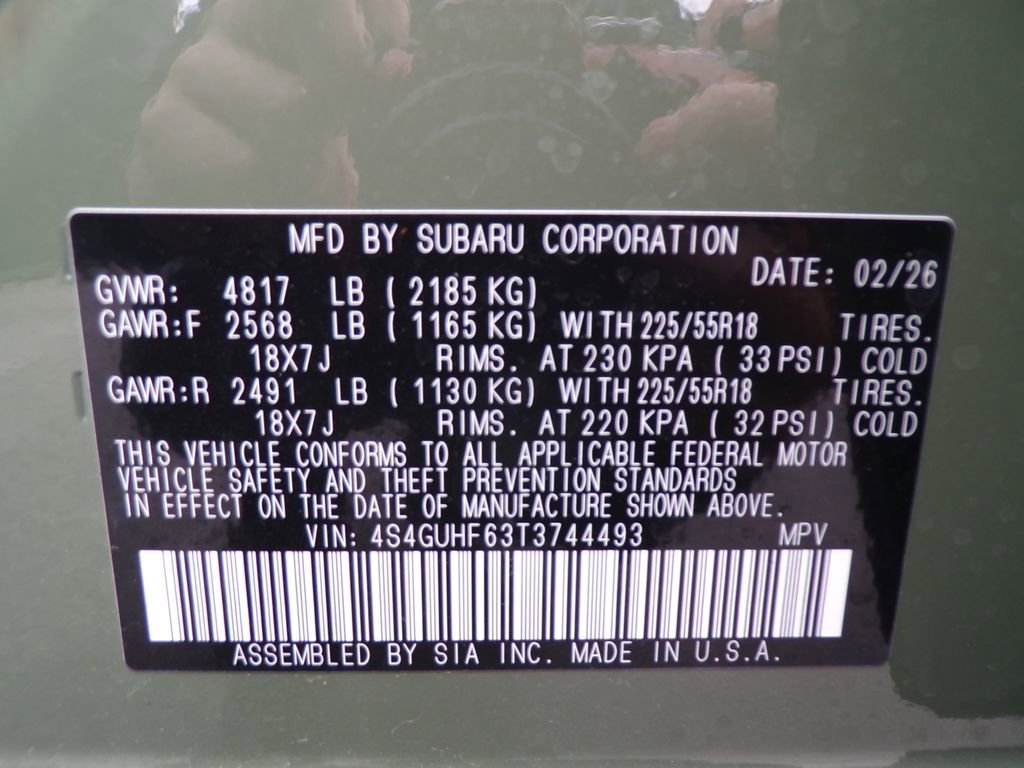 MFD BY SUBARU CORPORATION
DATE: 02/26
GVWR: 4817 LB ( 2185 KG)
GAWR:F 2568 LB ( 1165 KG) WITH 225/55R18 TIRES.
18X7J RIMS. AT 230 KPA ( 33 PSI) COLD
GAWR:R 2491 LB ( 1130 KG) WITH 225/55R18 TIRES.
18X7J RIMS. AT 220 KPA ( 32 PSI) COLD
THIS VEHICLE CONFORMS TO ALL APPLICABLE FEDERAL MOTOR
VEHICLE SAFETY AND THEFT PREVENTION STANDARDS
IN EFFECT ON THE DATE OF MANUFACTURE SHOWN ABOVE.
VIN: 4S4GUHF63T3744493 MPV
ASSEMBLED BY SIA INC. MADE IN U.S.A.